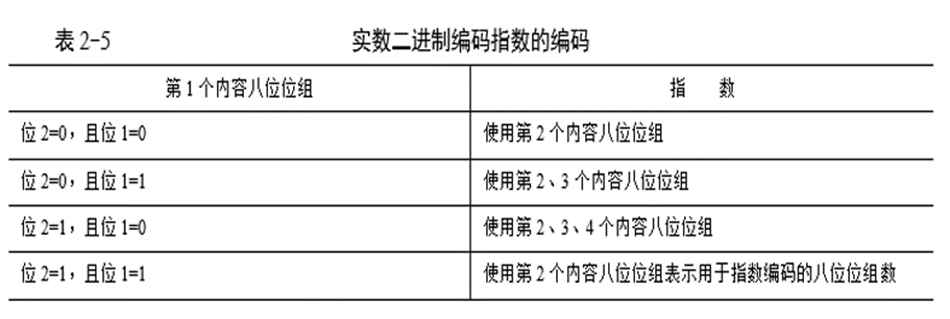 表 2-5 实数二进制编码指数的编码
第 1 个内容八位位组 指 数
位 2=0，且位 1=0 使用第 2 个内容八位位组
位 2=0，且位 1=1 使用第 2、3 个内容八位位组
位 2=1，且位 1=0 使用第 2、3、4 个内容八位位组
位 2=1，且位 1=1 使用第 2 个内容八位位组表示用于指数编码的八位位组数